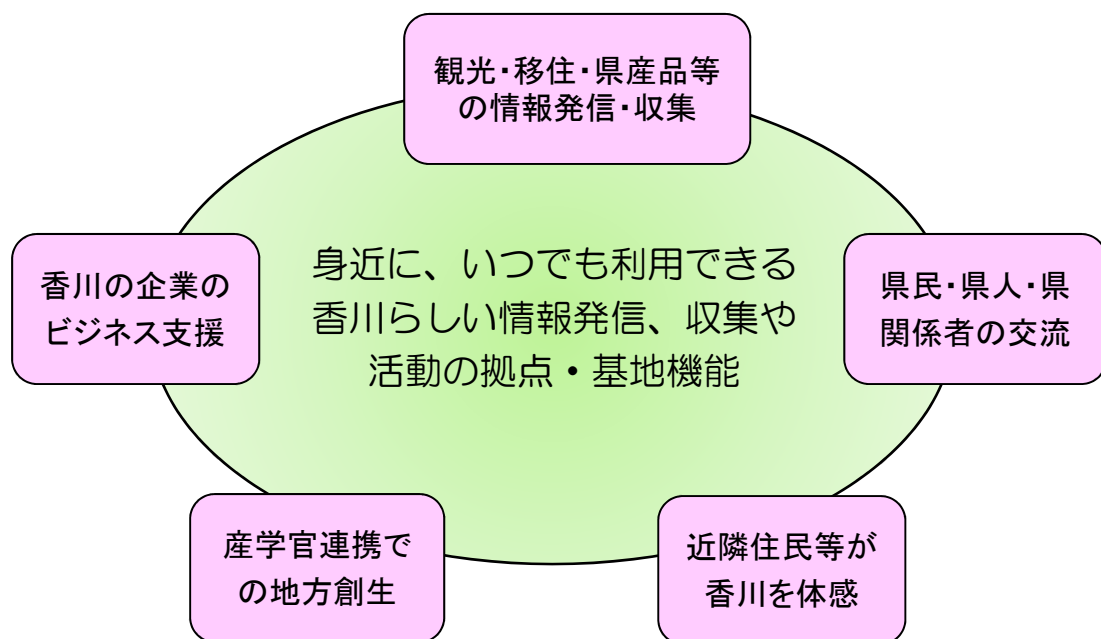 観光・移住・県産品等
の情報発信・収集
香川の企業の
ビジネス支援
身近に、いつでも利用できる
香川らしい情報発信、収集や
活動の拠点・基地機能
県民・県人・県
関係者の交流
産学官連携で
の地方創生
近隣住民等が
香川を体感